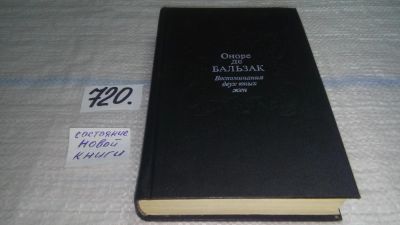 720.
состояние
новой
книги
Оноре
ДЕ
БАЛЬЗАК
Воспоминания
двух юных
жен